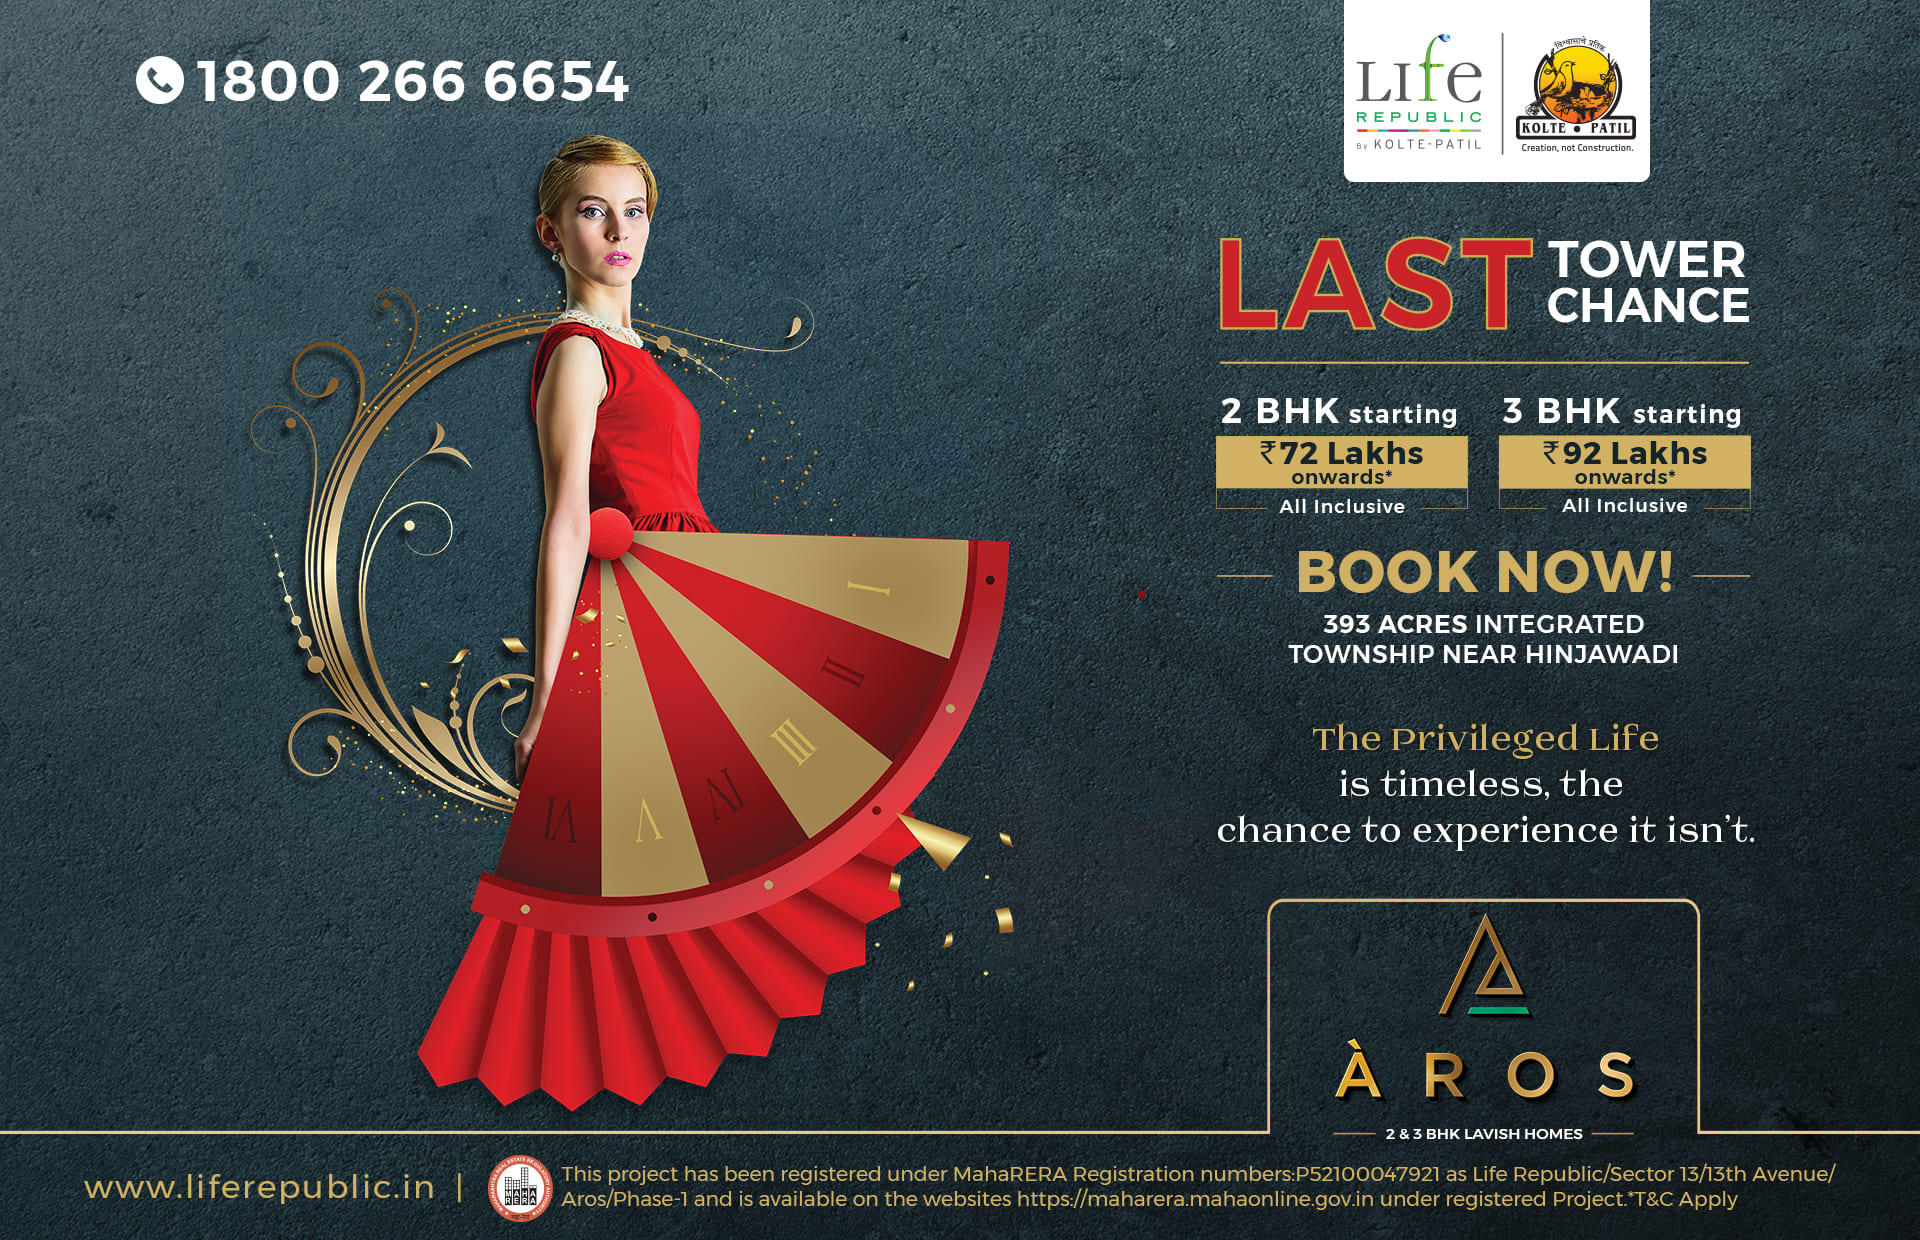 1800 266 6654
LIfe
REPUBLIC
By KOLTE-PATIL
विश्वासाचे प्रतिक
KOLTE • PATIL
Creation, not Construction.
LAST TOWER
CHANCE
2 BHK starting
₹72 Lakhs
onwards*
All Inclusive
3 BHK starting
₹92 Lakhs
onwards*
All Inclusive
BOOK NOW!
393 ACRES INTEGRATED
TOWNSHIP NEAR HINJAWADI
I
II
III
IV
V
VI
The Privileged Life
is timeless, the
chance to experience it isn't.
ÀROS
2 & 3 BHK LAVISH HOMES
www.liferepublic.in |
MAHA
RERA
This project has been registered under MahaRERA Registration numbers:P52100047921 as Life Republic/Sector 13/13th Avenue/
Aros/Phase-1 and is available on the websites https://maharera.mahaonline.gov.in under registered Project.*T&C Apply